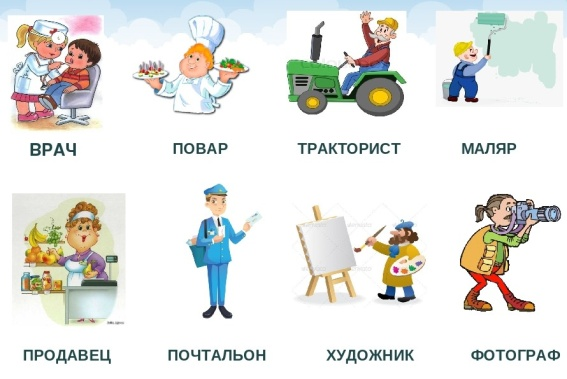 ВРАЧ ПОВАР ТРАКТОРИСТ МАЛЯР
ПРОДАВЕЦ ПОЧТАЛЬОН ХУДОЖНИК ФОТОГРАФ